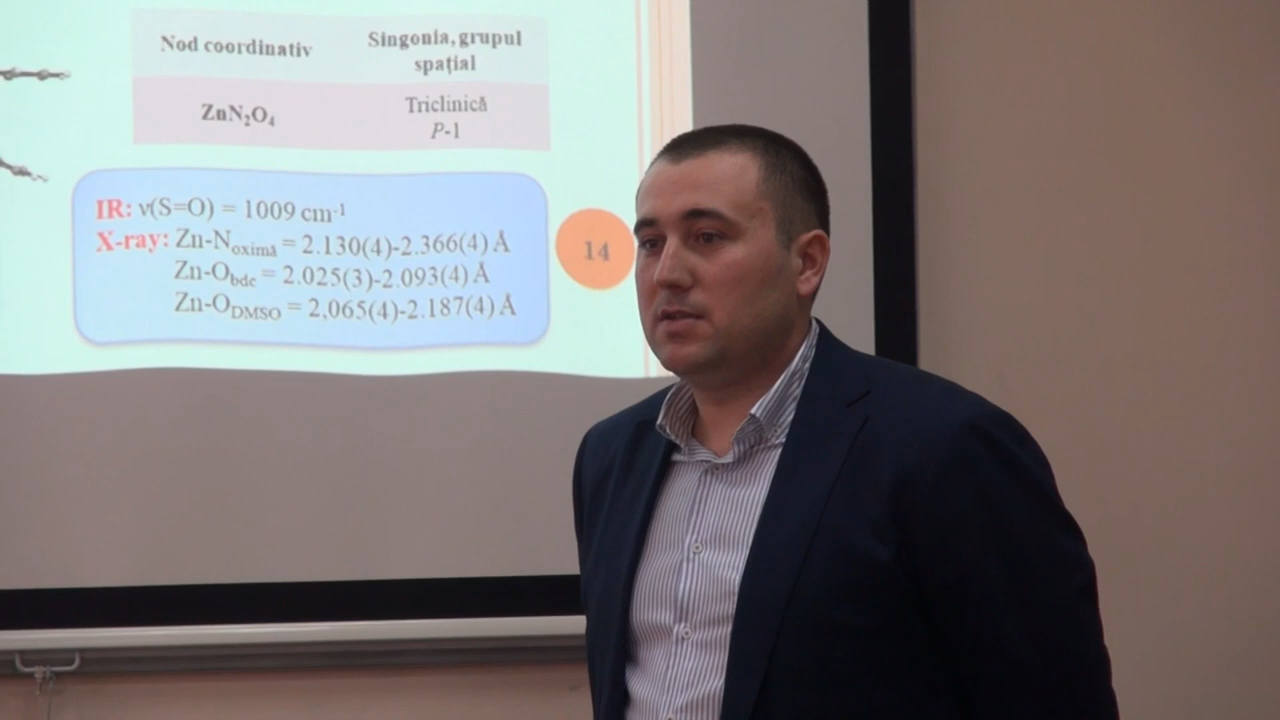 Nod coordinativ
Singonia, grupul
spațial
ZnN₂O₄
Triclinică
P-1
IR: ν(S=O) = 1009 cm⁻¹
X-ray: Zn-Noximă = 2.130(4)-2.366(4) Å
Zn-Obdc = 2.025(3)-2.093(4) Å
Zn-ODMSO = 2,065(4)-2.187(4) Å
14